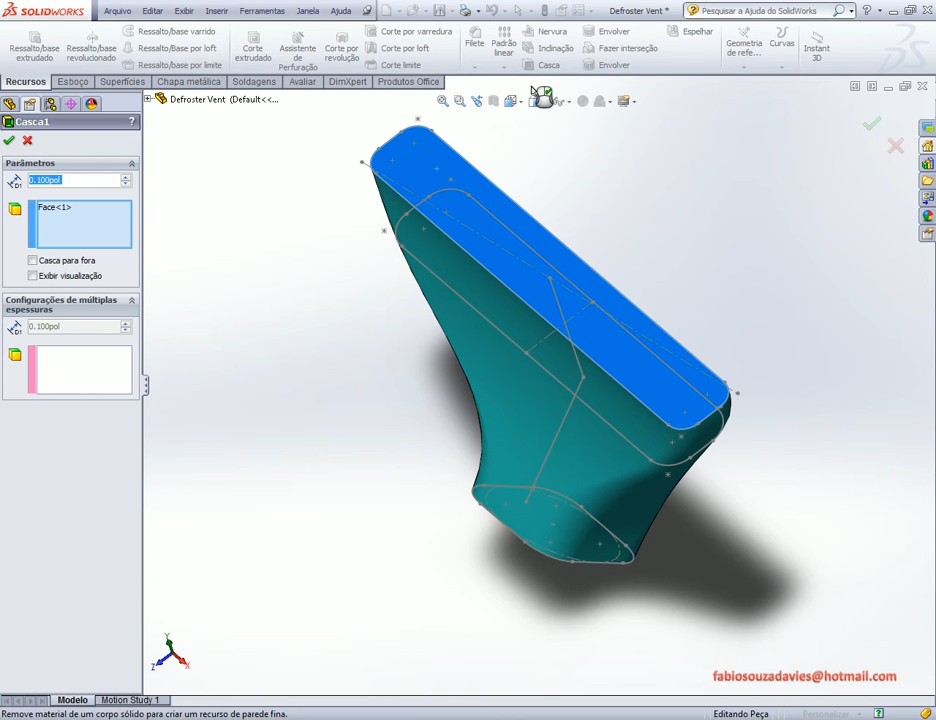 SOLIDWORKS
Arquivo Editar Exibir Inserir Ferramentas Janela Ajuda
Defroster Vent *
Pesquisar a Ajuda do SolidWorks
Ressalto/base extrudado
Ressalto/base revolucionado
Ressalto/base varrido
Ressalto/base por loft
Ressalto/base por limite
Corte extrudado
Assistente de Perfuração
Corte por revolução
Corte por varredura
Corte por loft
Corte por limite
Filete
Padrão linear
Nervura
Inclinação
Casca
Envolver
Fazer interseção
Envolver
Espelhar
Geometria de refe...
Curvas
Instant 3D
Recursos Esboço Superfícies Chapa metálica Soldagens Avaliar DimXpert Produtos Office
Defroster Vent (Default<<...
Casca1 ?
Parâmetros
D1 0.100pol
Face<1>
Casca para fora
Exibir visualização
Configurações de múltiplas espessuras
D1 0.100pol
Y
Z X
fabiosouzadavies@hotmail.com
Modelo Motion Study 1
Remove material de um corpo sólido para criar um recurso de parede fina.
Editando Peça
Personalizar